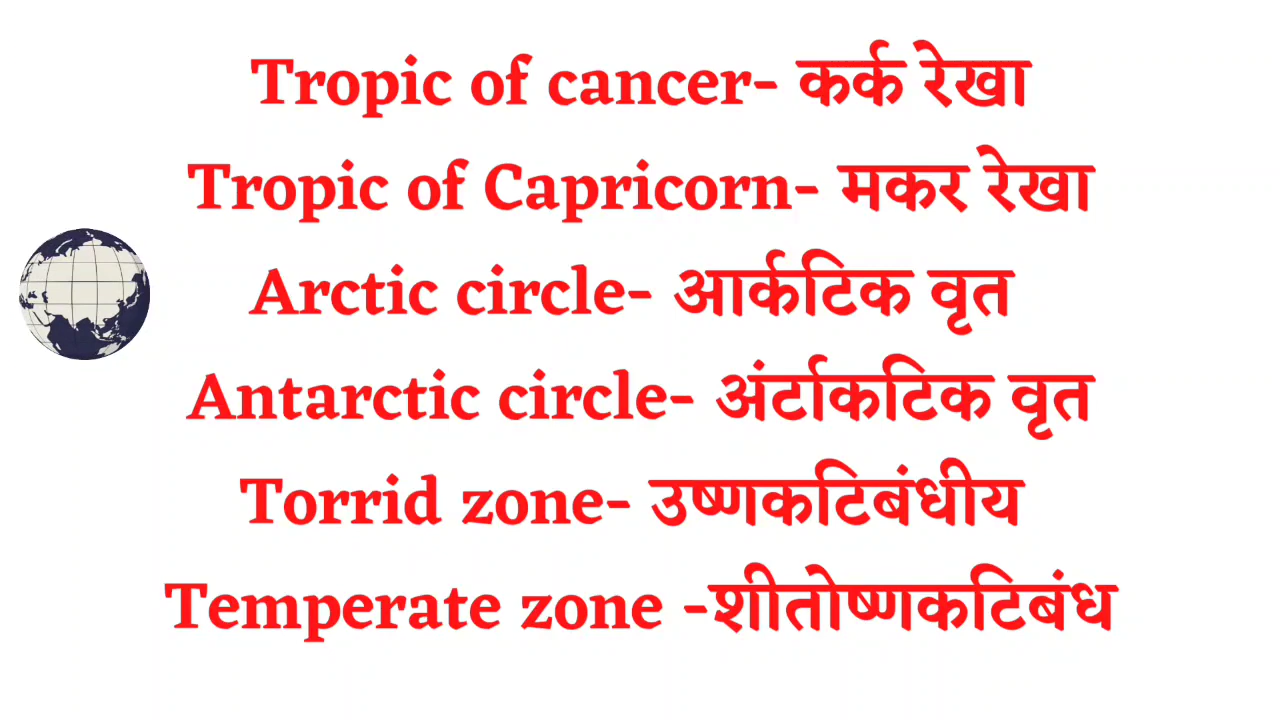 Tropic of cancer- कर्क रेखा
Tropic of Capricorn- मकर रेखा
Arctic circle- आर्कटिक वृत
Antarctic circle- अंर्टाकटिक वृत
Torrid zone- उष्णकटिबंधीय
Temperate zone -शीतोष्णकटिबंध